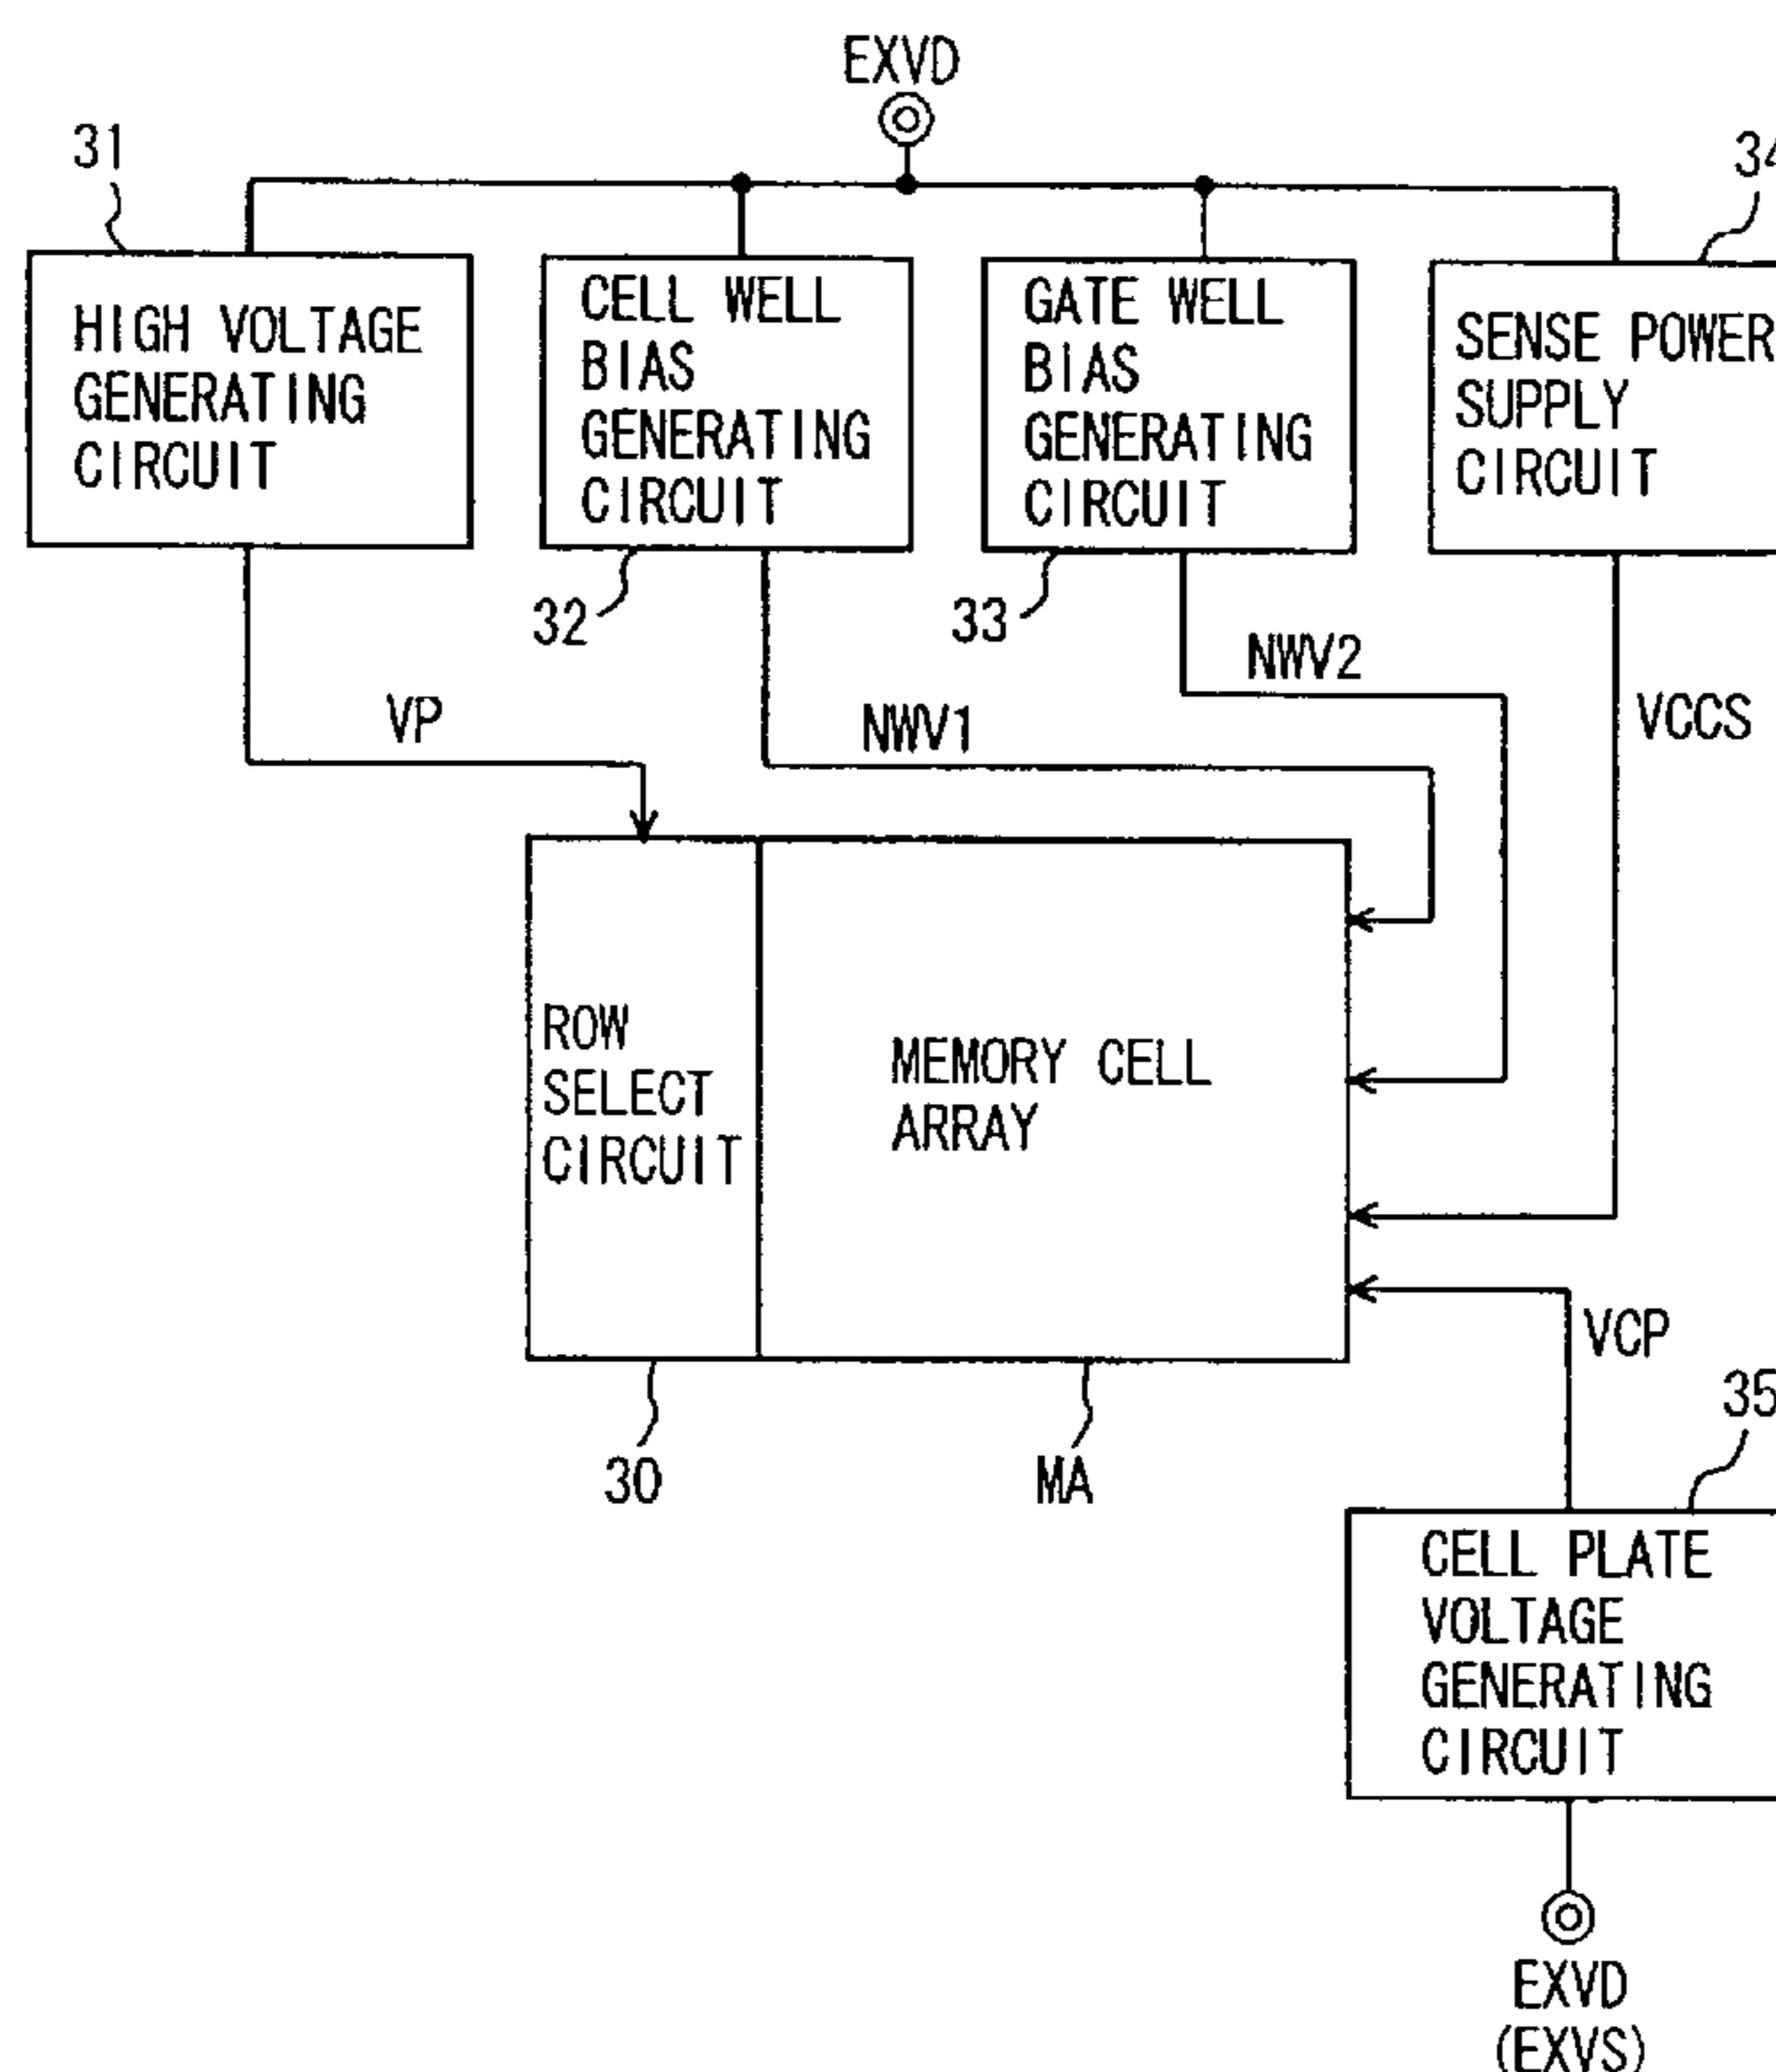 EXVD
31
34
HIGH VOLTAGE
GENERATING
CIRCUIT
CELL WELL
BIAS
GENERATING
CIRCUIT
GATE WELL
BIAS
GENERATING
CIRCUIT
SENSE POWER
SUPPLY
CIRCUIT
32
33
NWV2
VP
NWV1
VCCS
ROW
SELECT
CIRCUIT
MEMORY CELL
ARRAY
VCP
35
30
MA
CELL PLATE
VOLTAGE
GENERATING
CIRCUIT
EXVD
(EXVS)